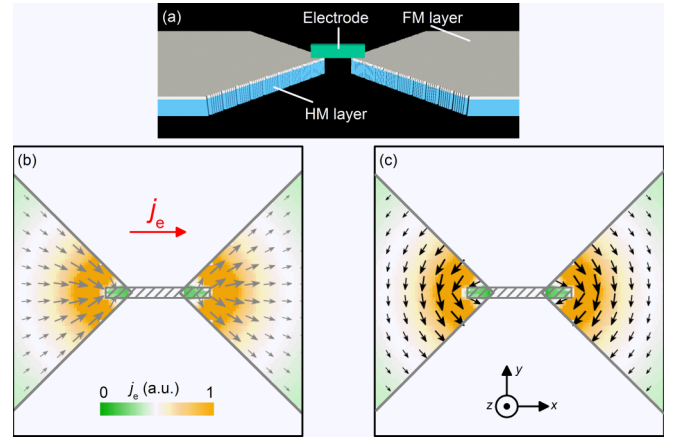 (a)
Electrode
FM layer
HM layer
(b)
jₑ
0 jₑ (a.u.) 1
(c)
y
z x